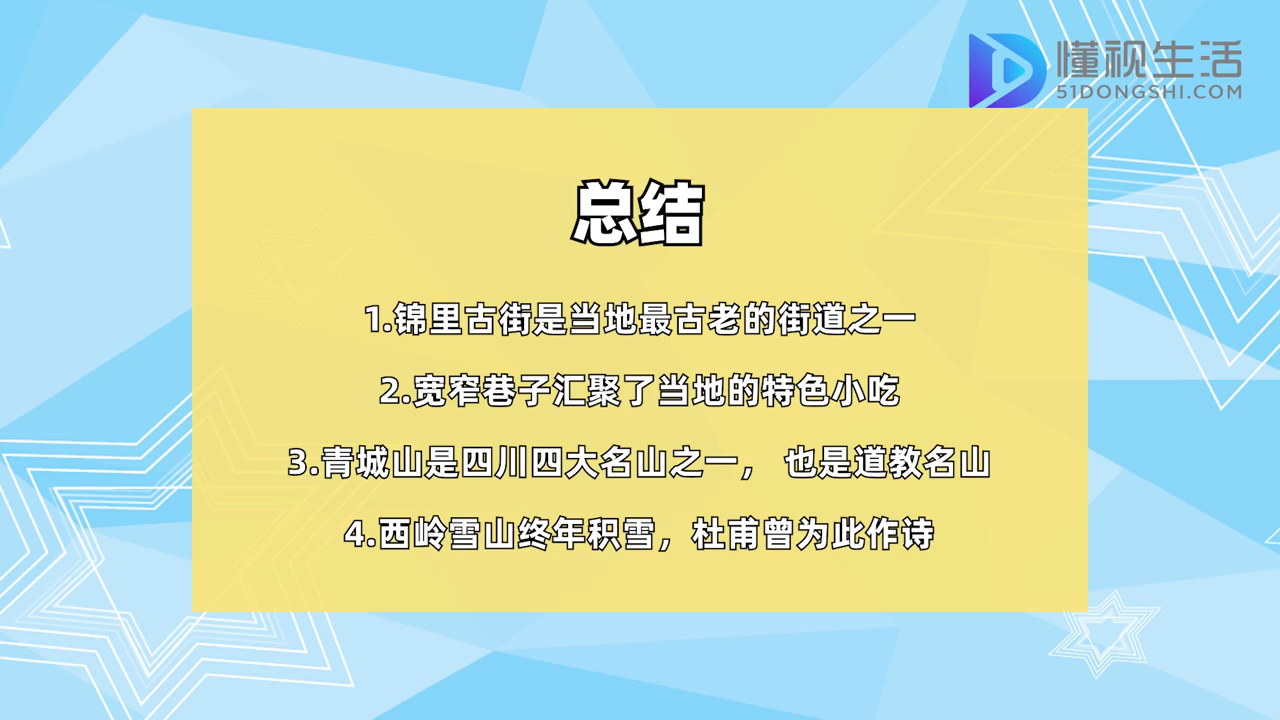 懂视生活
51DONGSHI.COM
总结
1.锦里古街是当地最古老的街道之一
2.宽窄巷子汇聚了当地的特色小吃
3.青城山是四川四大名山之一， 也是道教名山
4.西岭雪山终年积雪，杜甫曾为此作诗